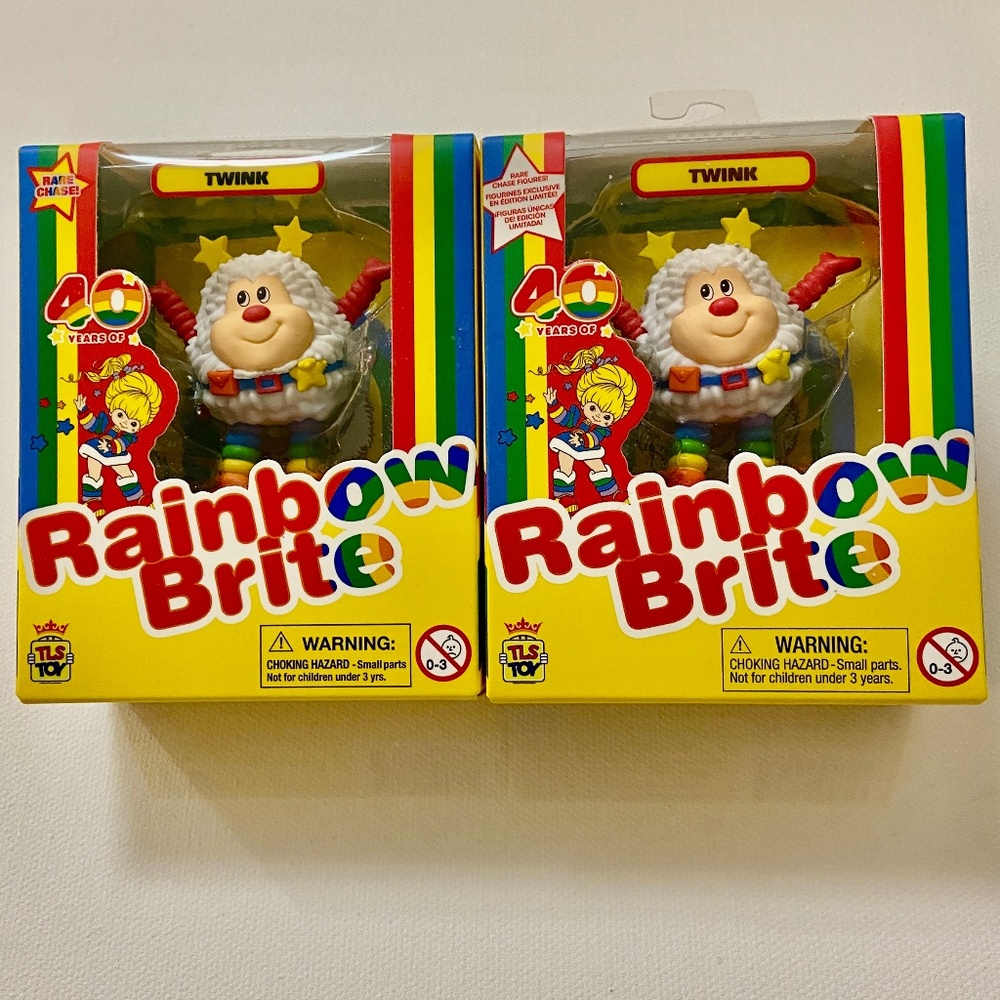 RARE
CHASE!
TWINK
40
YEARS OF
Rainbow
Brite
TLS
TOY
WARNING:
CHOKING HAZARD - Small parts
Not for children under 3 yrs.
0-3
RARE
CHASE FIGURES!
FIGURINES EXCLUSIVE
EN ÉDITION LIMITÉE!
¡FIGURAS ÚNICAS
DE! EDICIÓN
LIMITADA!
TWINK
40
YEARS OF
Rainbow
Brite
TLS
TOY
WARNING:
CHOKING HAZARD - Small parts.
Not for children under 3 years.
0-3